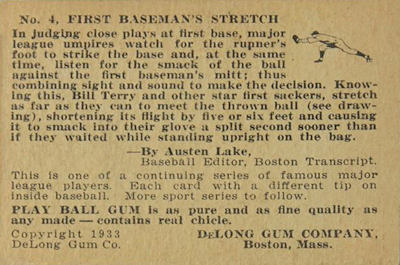 No. 4, FIRST BASEMAN'S STRETCH
In judging close plays at first base, major
league umpires watch for the runner's
foot to strike the base and, at the same
time, listen for the smack of the ball
against the first baseman's mitt; thus
combining sight and sound to make the decision. Know-
ing this, Bill Terry and other star first sackers, stretch
as far as they can to meet the thrown ball (see draw-
ing), shortening its flight by five or six feet and causing
it to smack into their glove a split second sooner than
if they waited while standing upright on the bag.
—By Austen Lake,
Baseball Editor, Boston Transcript.
This is one of a continuing series of famous major
league players. Each card with a different tip on
inside baseball. More sport series to follow.
PLAY BALL GUM is as pure and as fine quality as
any made—contains real chicle.
Copyright 1933 DELONG GUM COMPANY,
DeLong Gum Co. Boston, Mass.